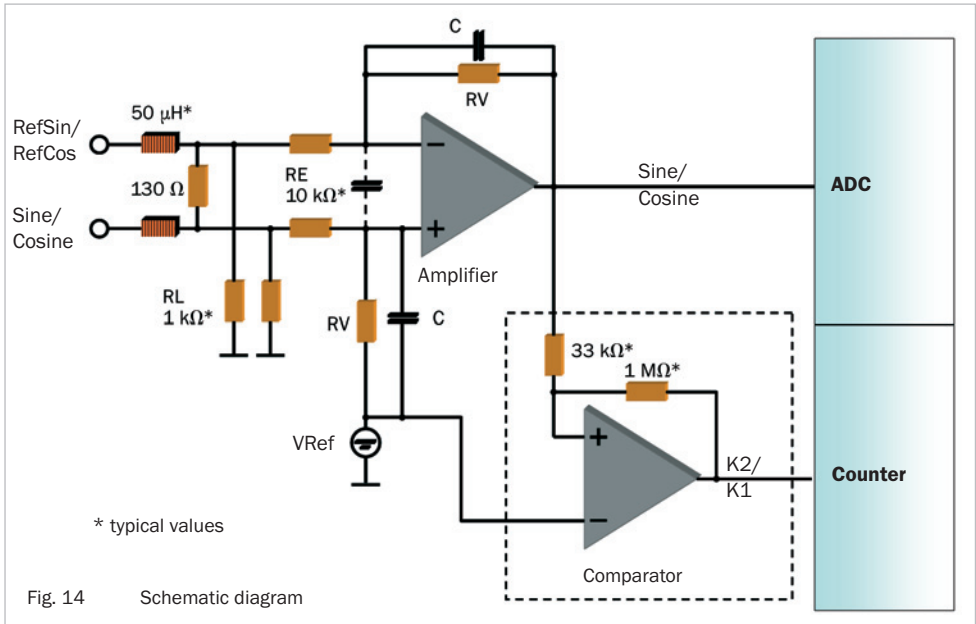 C
RV
50 µH*
RefSin/
RefCos
130 Ω
RE
10 kΩ*
Sine/
Cosine
Sine/
Cosine
ADC
Amplifier
RL
1 kΩ*
RV
C
33 kΩ*
1 MΩ*
VRef
K2/
K1
Counter
* typical values
Comparator
Fig. 14 Schematic diagram